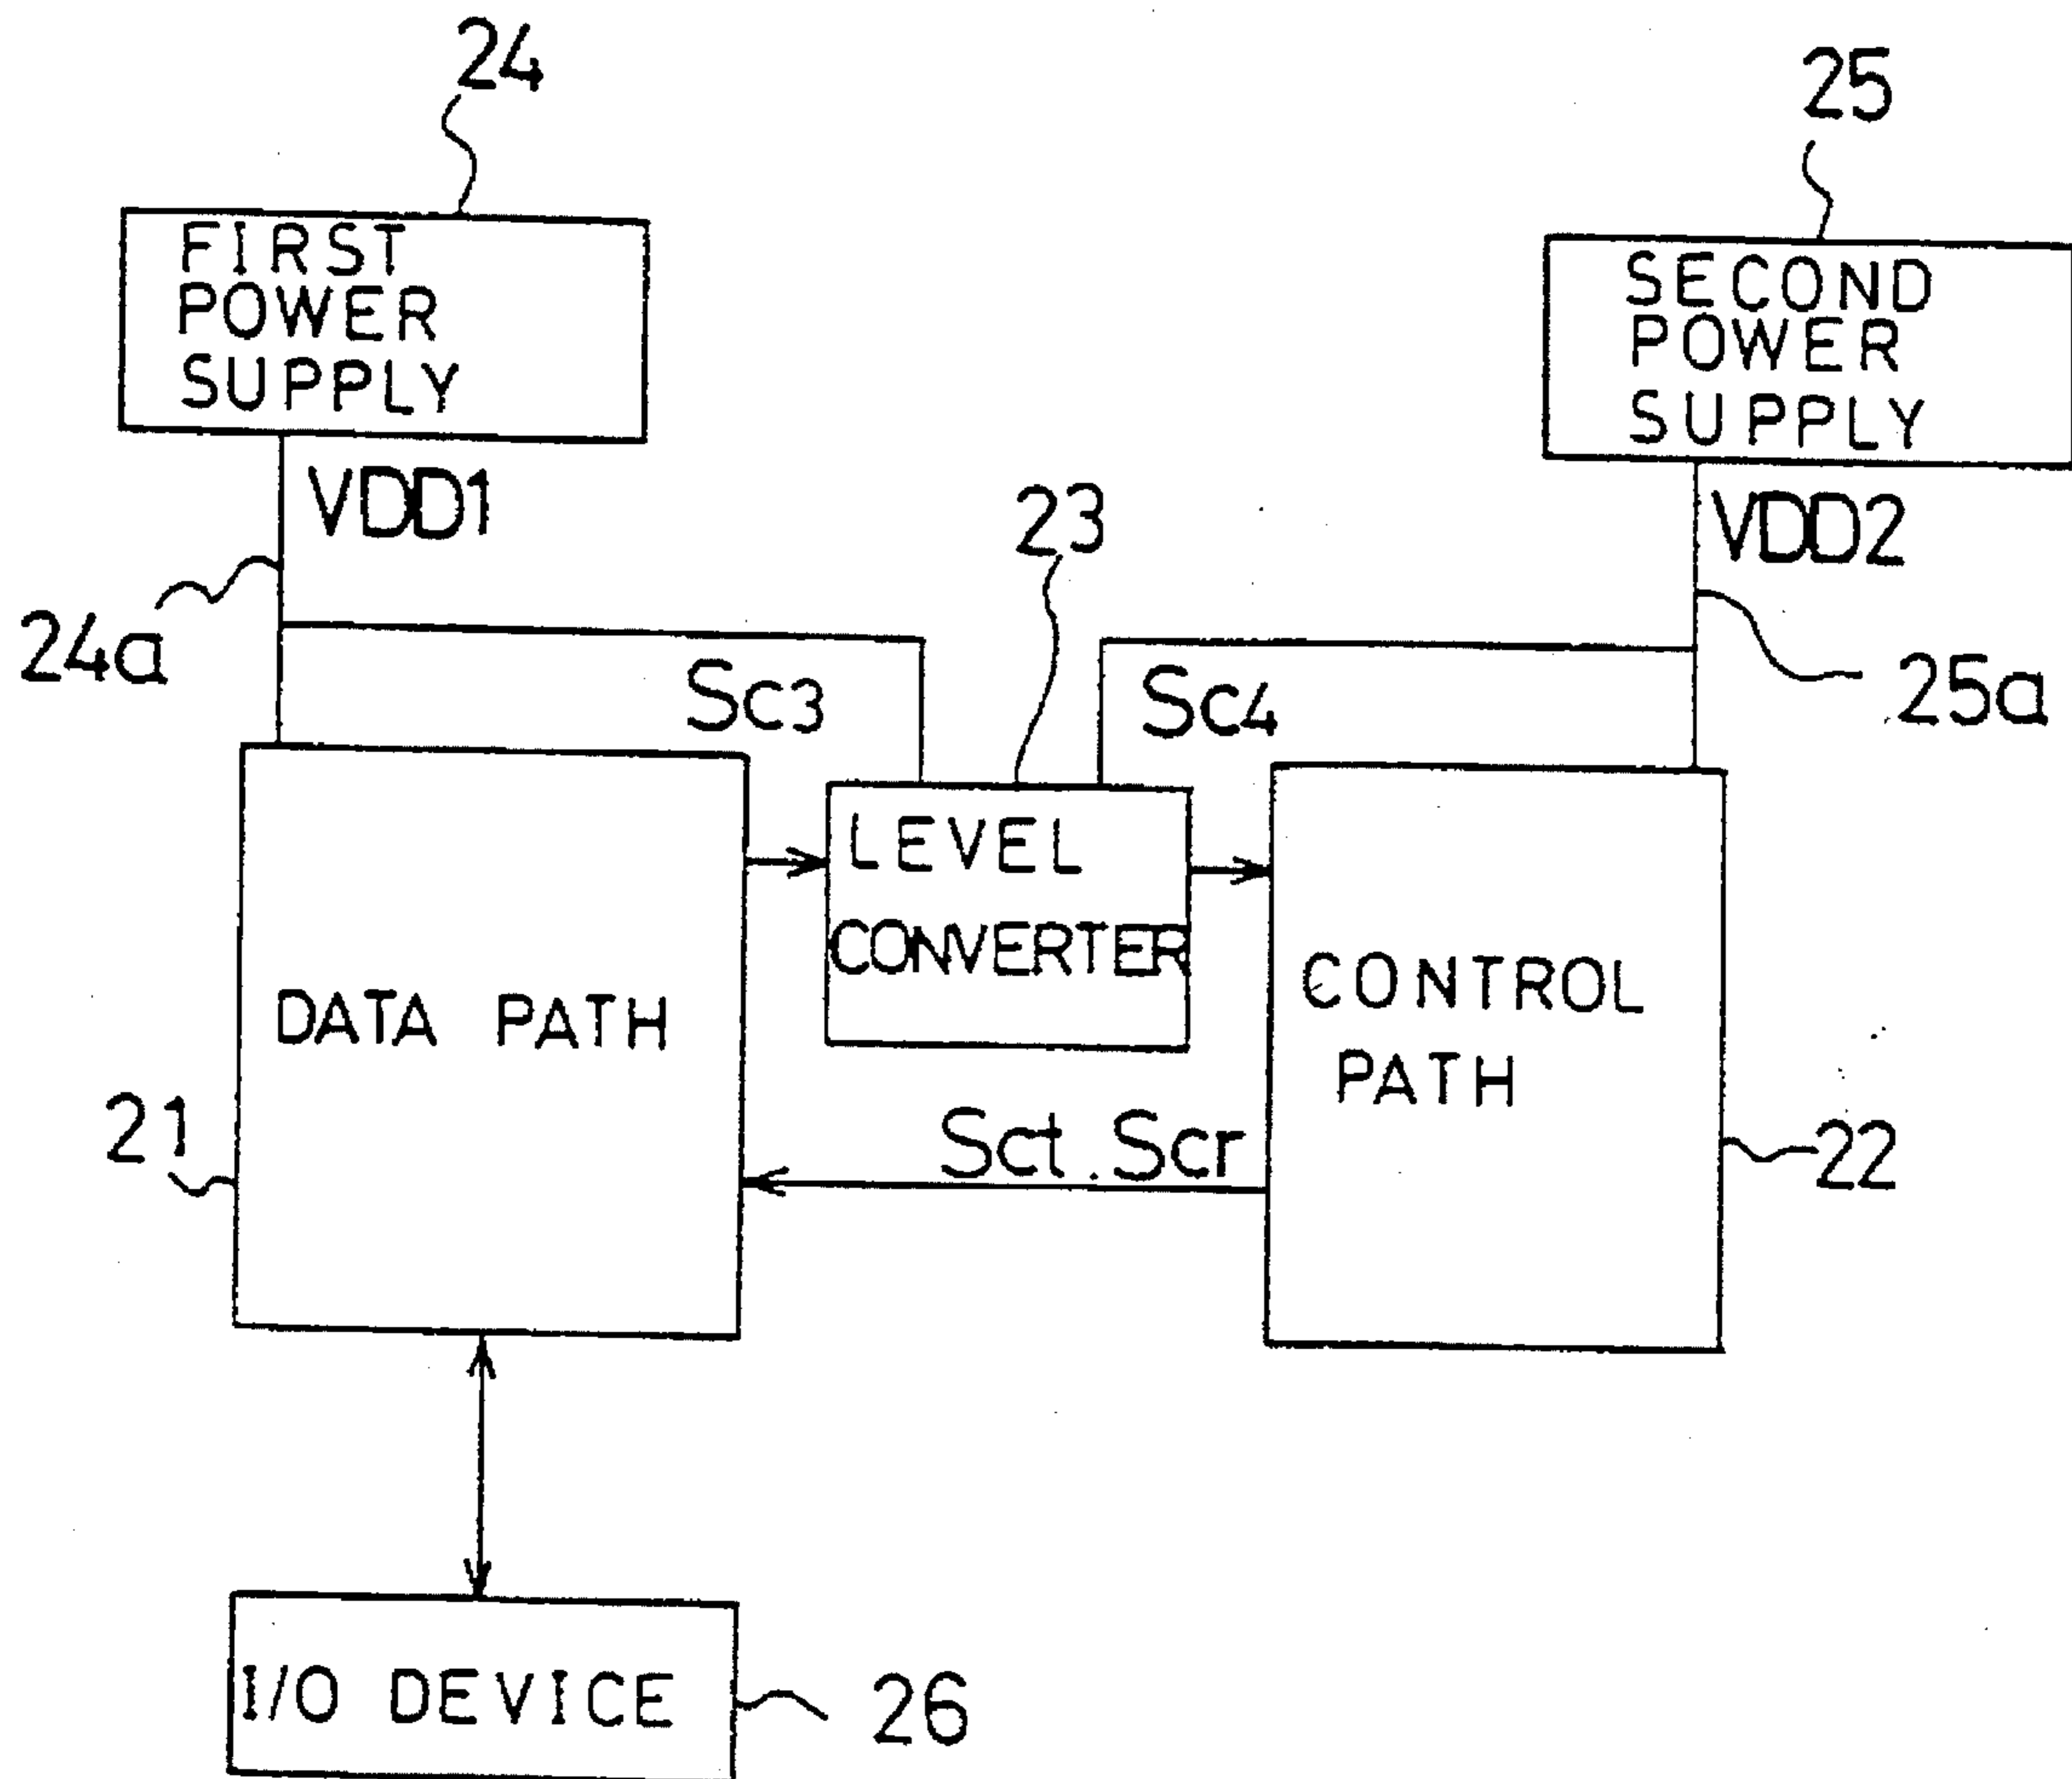 24
25
FIRST
POWER
SUPPLY
SECOND
POWER
SUPPLY
VDD1
23
VDD2
24a
Sc3
Sc4
25a
LEVEL
CONVERTER
DATA PATH
CONTROL
PATH
21
Sct.Scr
22
I/O DEVICE
26